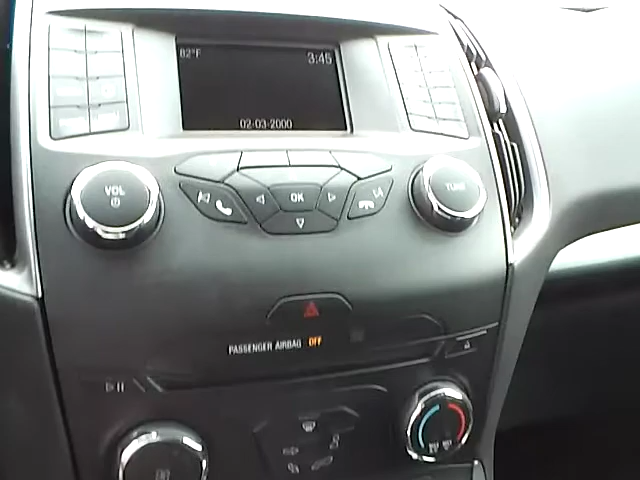 82°F
3:45
02-03-2000
VOL
OK
TUNE
PASSENGER AIRBAG OFF